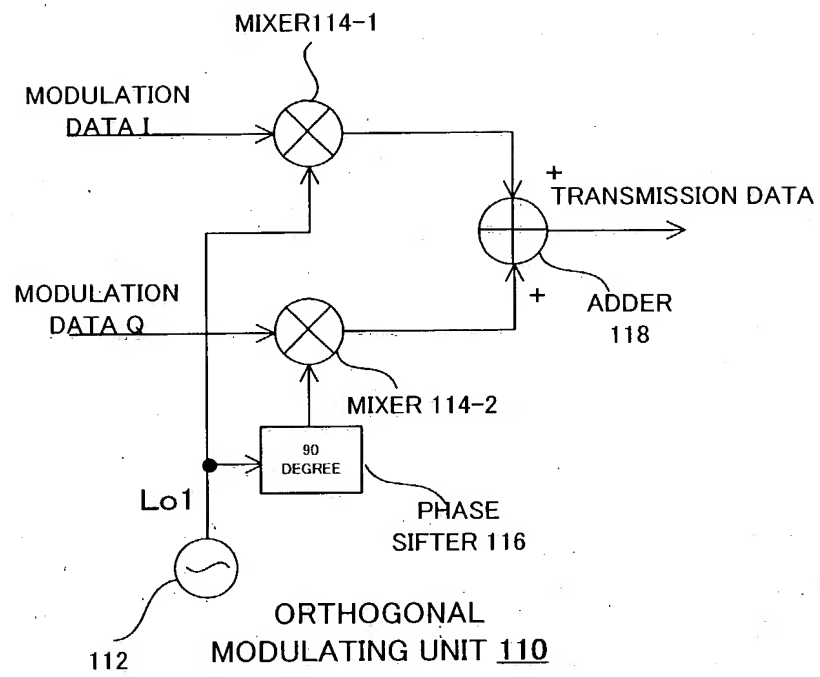 MIXER114-1
MODULATION
DATA I
+
TRANSMISSION DATA
MODULATION
DATA Q
+
ADDER
118
MIXER 114-2
90
DEGREE
Lo1
PHASE
SIFTER 116
112
ORTHOGONAL
MODULATING UNIT 110